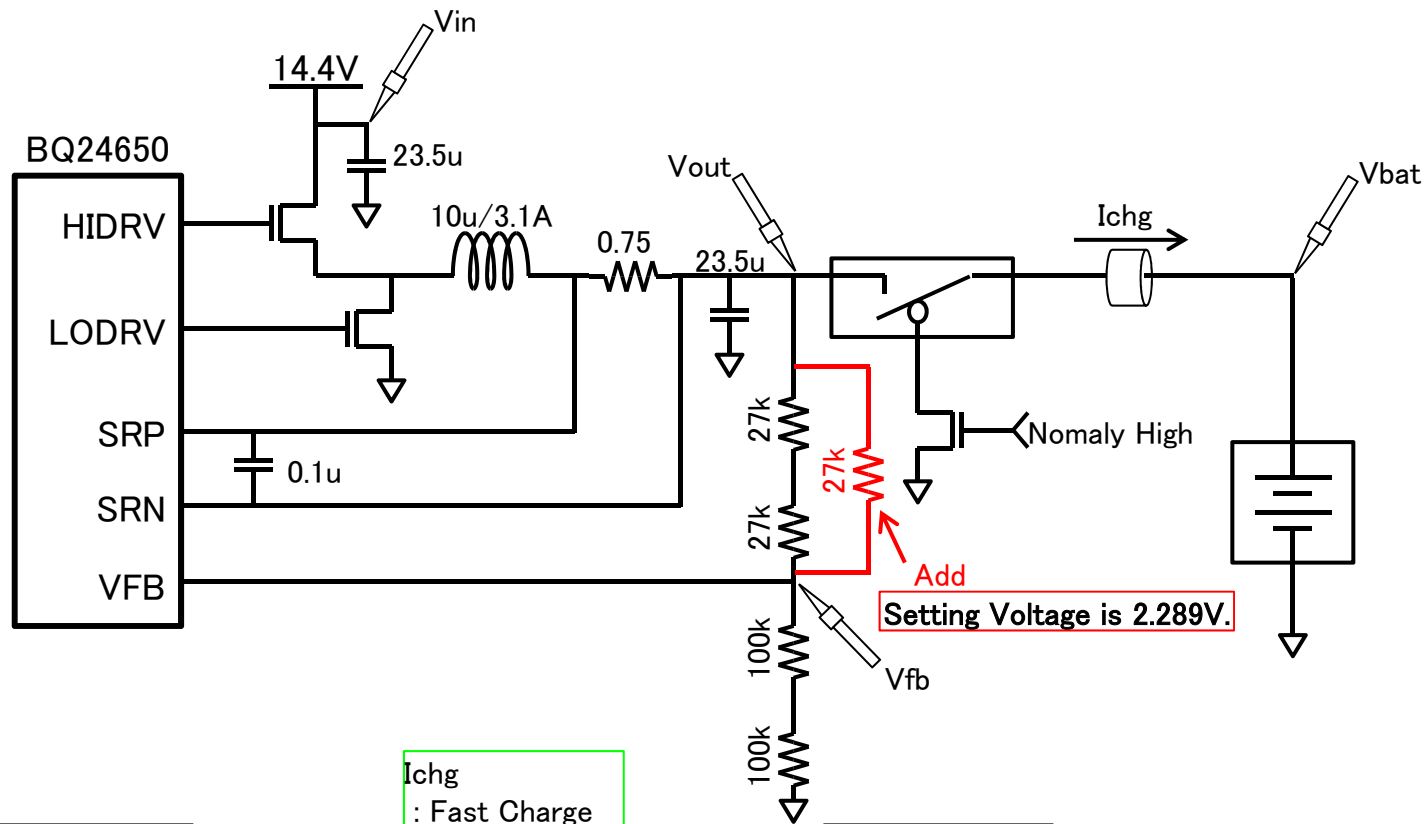 Vin
14.4V
BQ24650
23.5u
HIDRV
10u/3.1A
0.75
23.5u
Vout
Ichg
Vbat
LODRV
SRP
0.1u
SRN
27k
27k
27k
Nomaly High
VFB
Add
Setting Voltage is 2.289V.
Vfb
100k
100k
Ichg
: Fast Charge